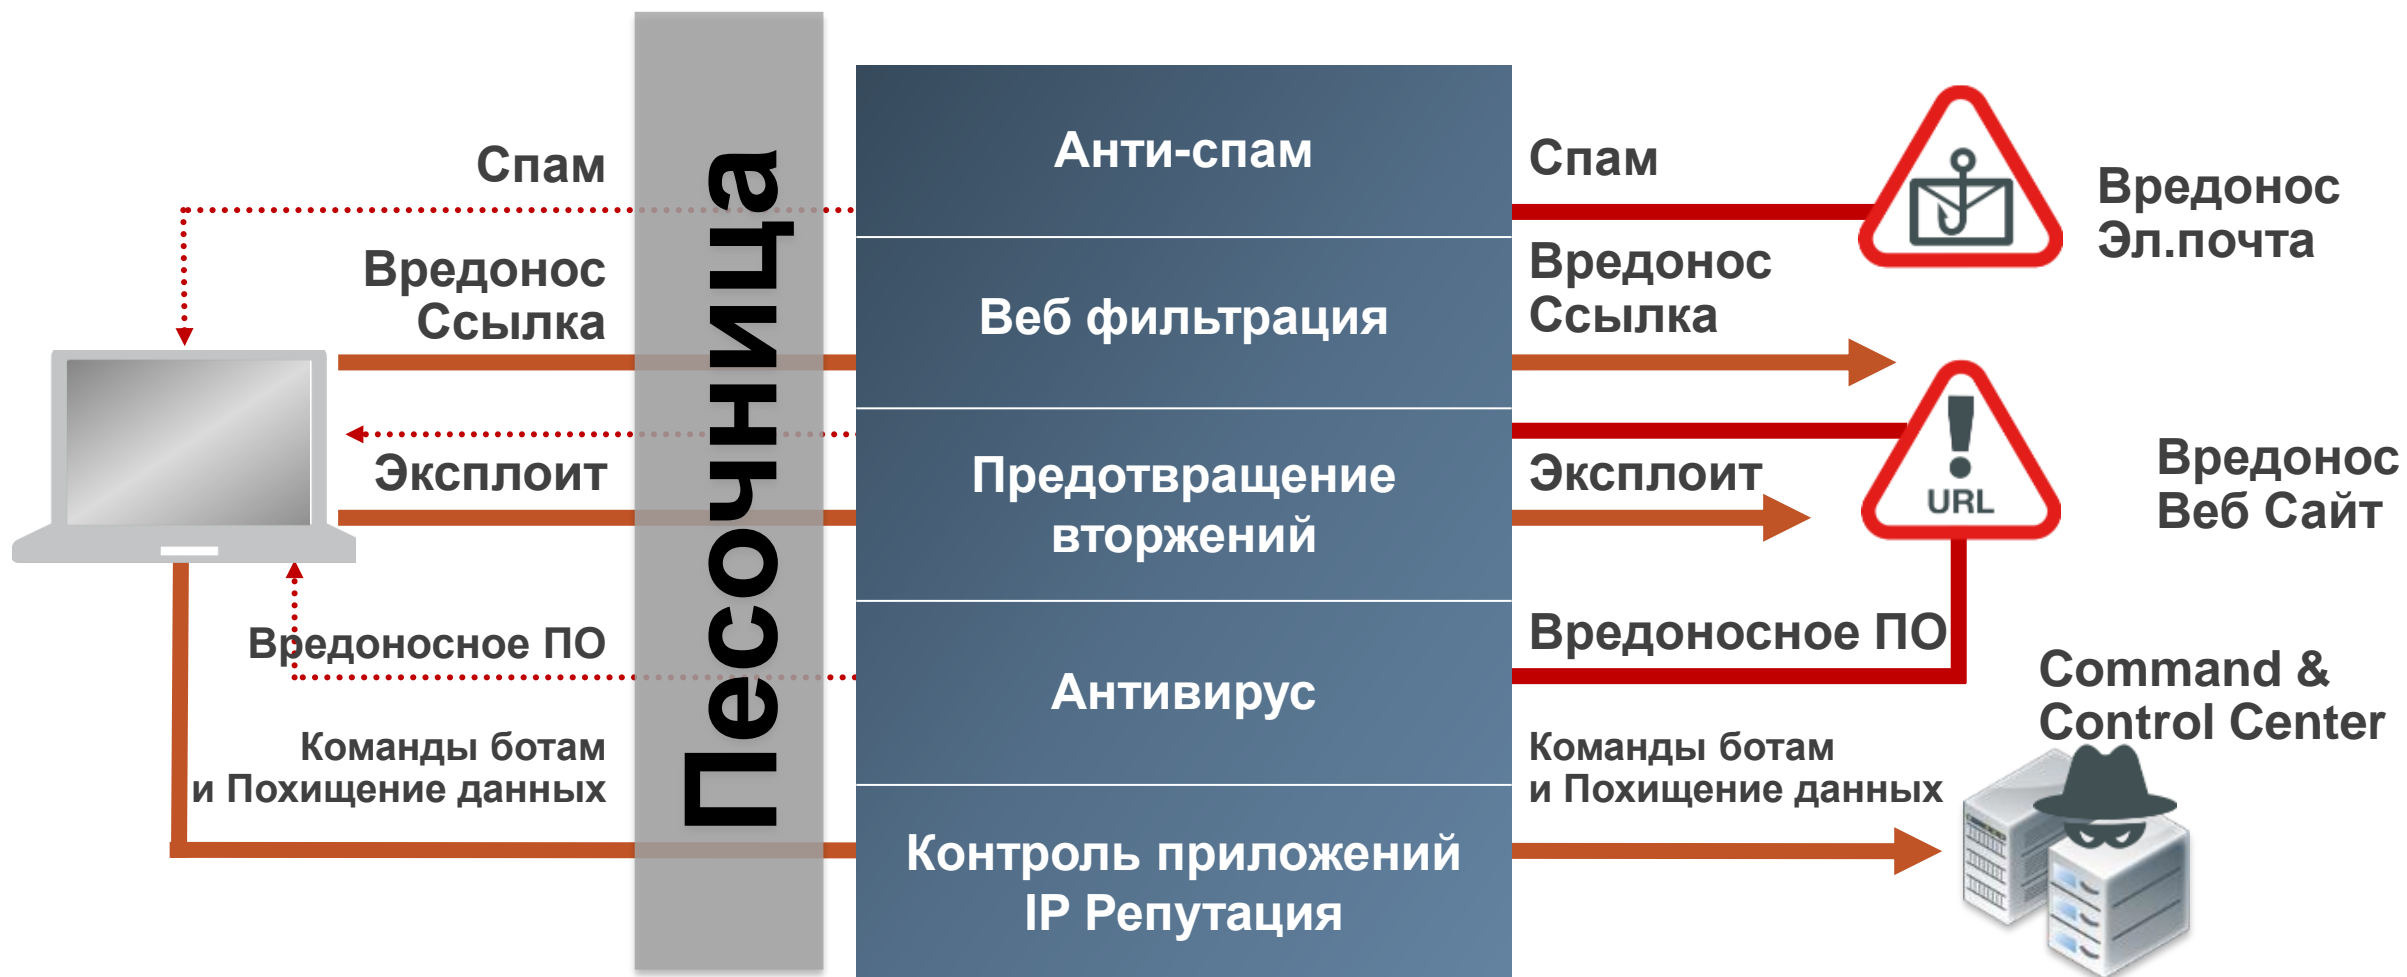 Спам
Вредонос
Ссылка
Эксплоит
Вредоносное ПО
Команды ботам
и Похищение данных
Песочница
Анти-спам
Веб фильтрация
Предотвращение
вторжений
Антивирус
Контроль приложений
IP Репутация
Спам
Вредонос
Ссылка
Эксплоит
Вредоносное ПО
Команды ботам
и Похищение данных
Вредонос
Эл.почта
URL
Вредонос
Веб Сайт
Command &
Control Center